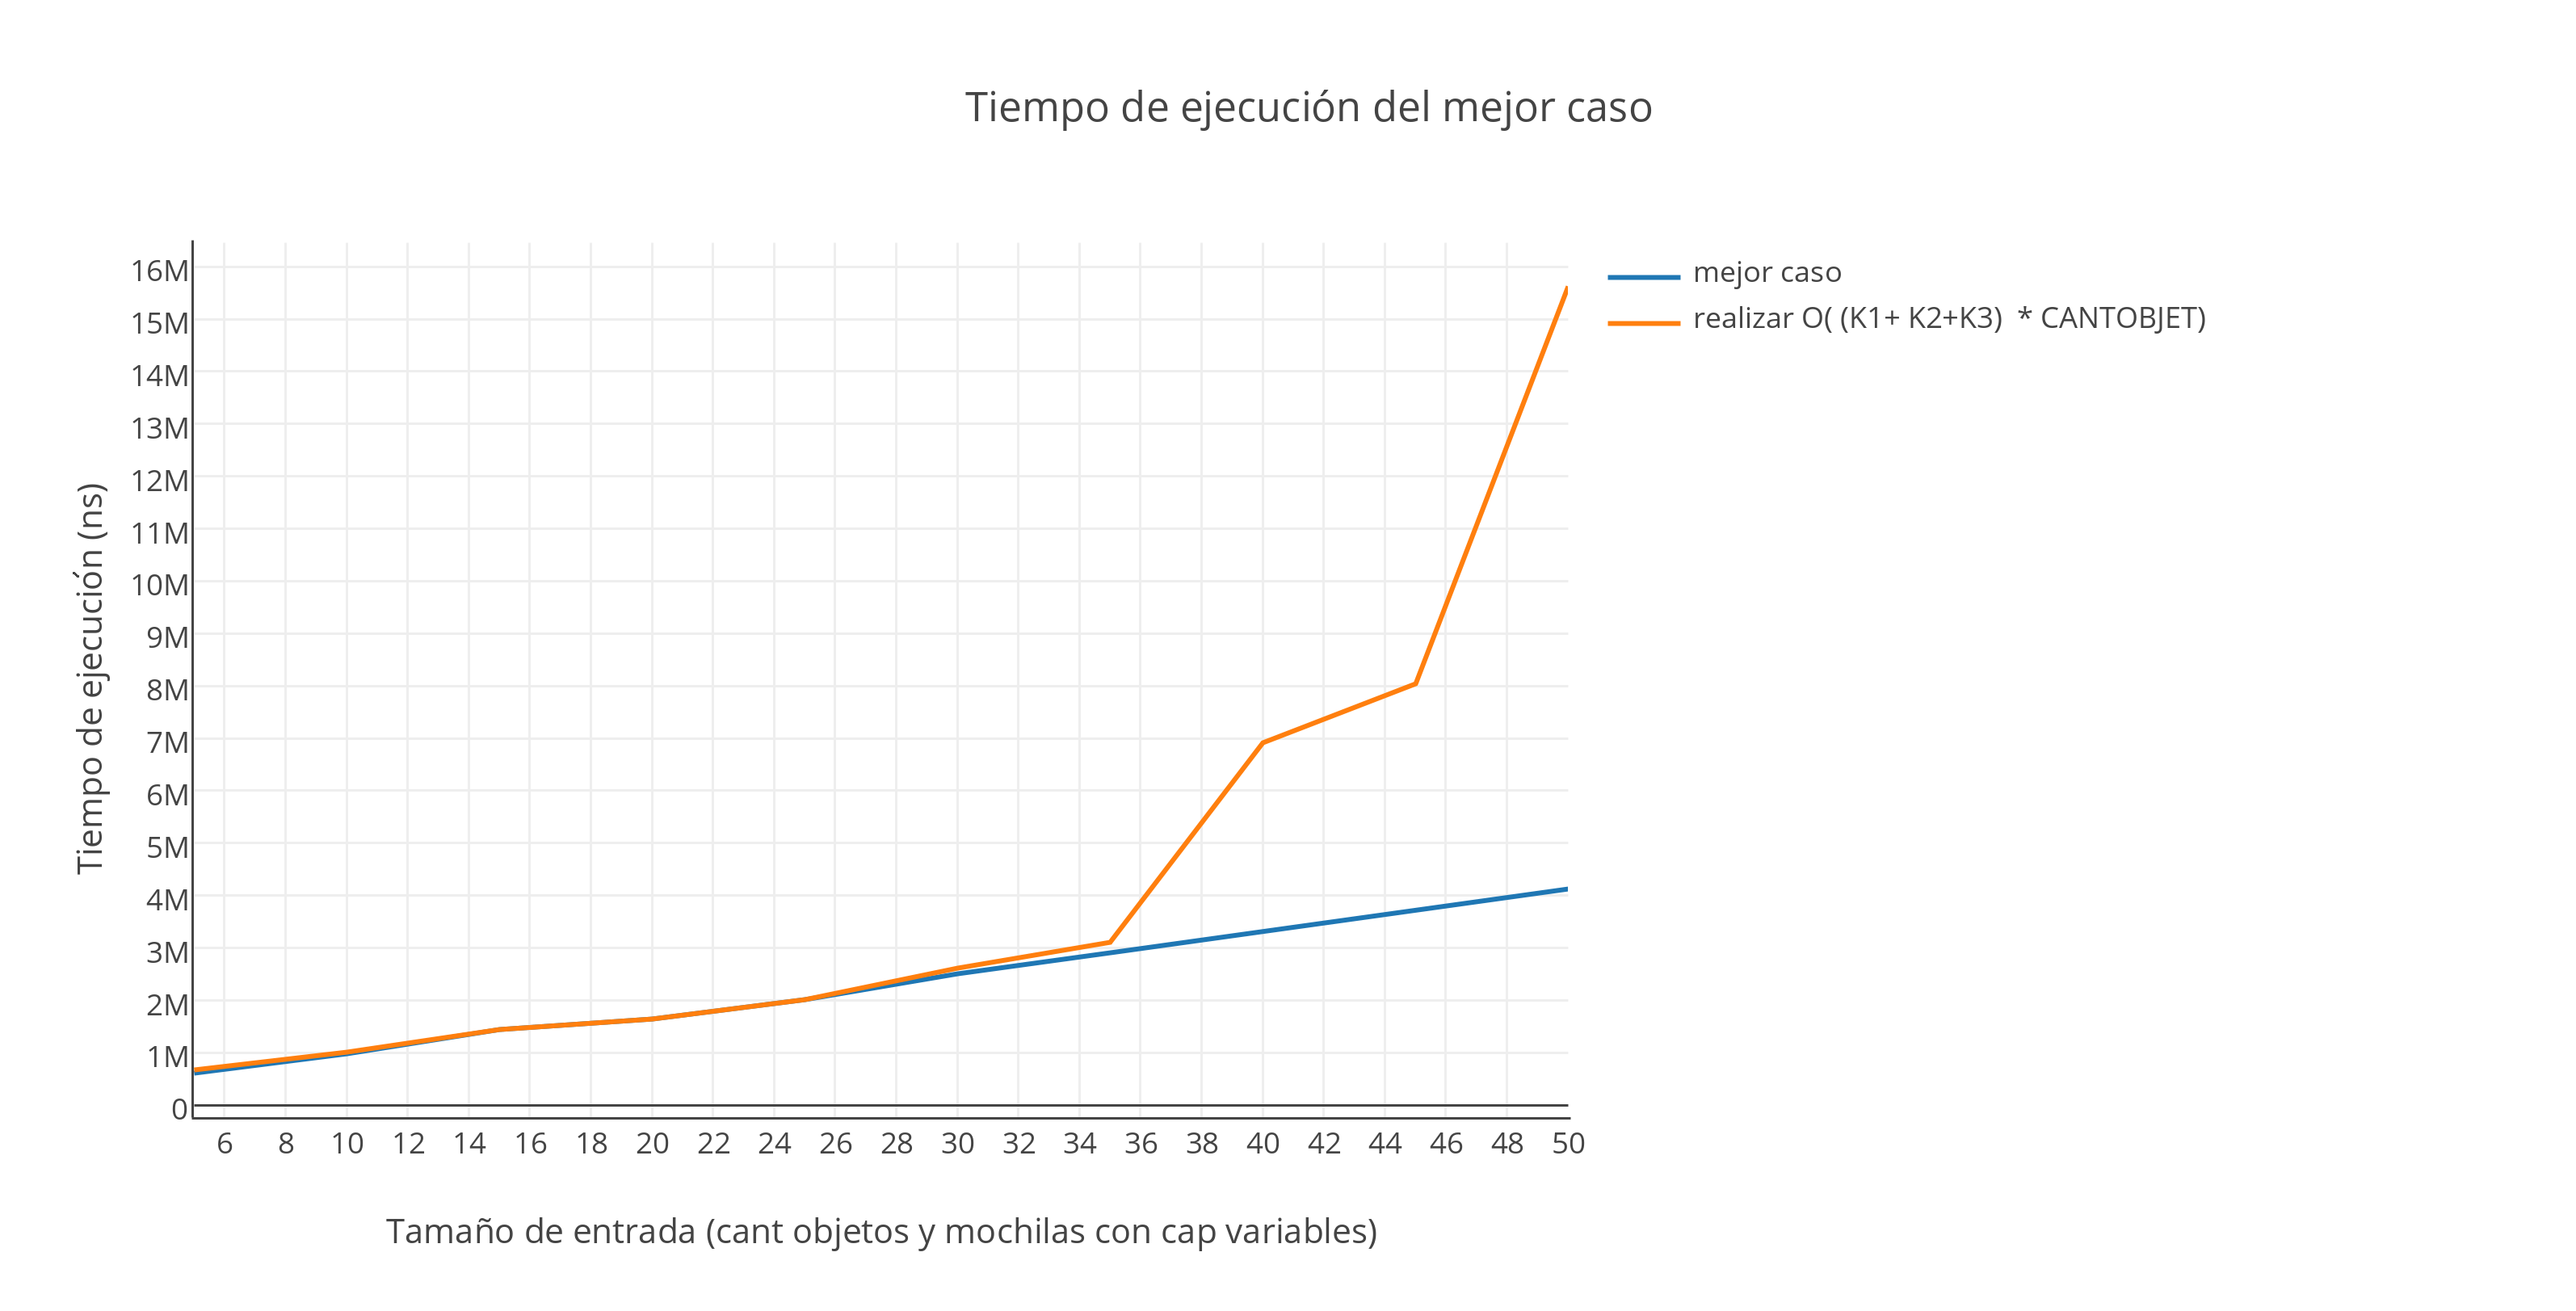 Tiempo de ejecución del mejor caso
mejor caso
realizar O( (K1+ K2+K3)  * CANTOBJET)
Tiempo de ejecución (ns)
16M
15M
14M
13M
12M
11M
10M
9M
8M
7M
6M
5M
4M
3M
2M
1M
0
6 8 10 12 14 16 18 20 22 24 26 28 30 32 34 36 38 40 42 44 46 48 50
Tamaño de entrada (cant objetos y mochilas con cap variables)